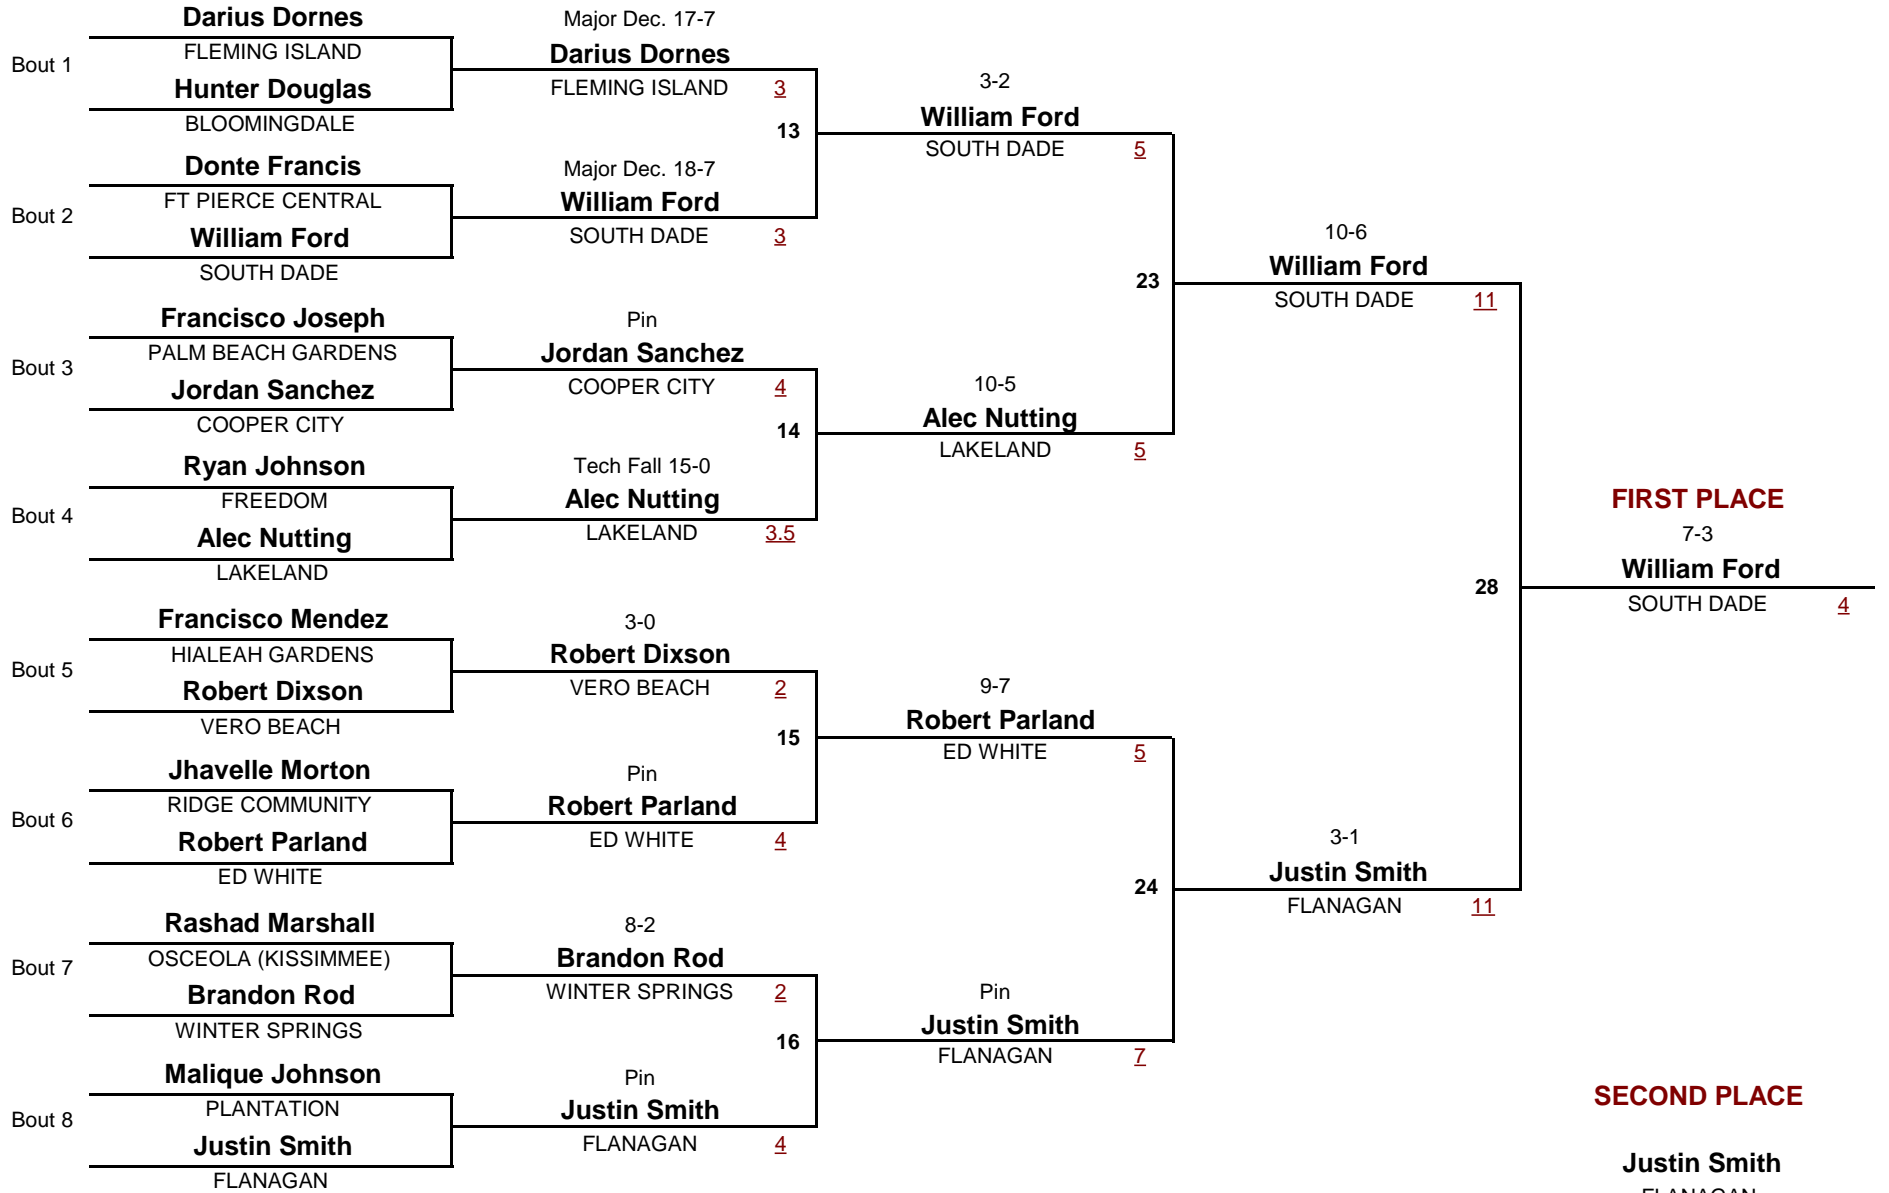 Darius Dornes
Bout 1
FLEMING ISLAND
Hunter Douglas
BLOOMINGDALE
Donte Francis
Bout 2
FT PIERCE CENTRAL
William Ford
SOUTH DADE
Francisco Joseph
Bout 3
PALM BEACH GARDENS
Jordan Sanchez
COOPER CITY
Ryan Johnson
Bout 4
FREEDOM
Alec Nutting
LAKELAND
Francisco Mendez
Bout 5
HIALEAH GARDENS
Robert Dixson
VERO BEACH
Jhavelle Morton
Bout 6
RIDGE COMMUNITY
Robert Parland
ED WHITE
Rashad Marshall
Bout 7
OSCEOLA (KISSIMMEE)
Brandon Rod
WINTER SPRINGS
Malique Johnson
Bout 8
PLANTATION
Justin Smith
FLANAGAN
Major Dec. 17-7
Darius Dornes
FLEMING ISLAND 3
13
Major Dec. 18-7
William Ford
SOUTH DADE 3
Pin
Jordan Sanchez
COOPER CITY 4
14
Tech Fall 15-0
Alec Nutting
LAKELAND 3.5
3-0
Robert Dixson
VERO BEACH 2
15
Pin
Robert Parland
ED WHITE 4
8-2
Brandon Rod
WINTER SPRINGS 2
16
Pin
Justin Smith
FLANAGAN 4
3-2
William Ford
SOUTH DADE 5
23
10-5
Alec Nutting
LAKELAND 5
9-7
Robert Parland
ED WHITE 5
24
Pin
Justin Smith
FLANAGAN 7
10-6
William Ford
SOUTH DADE 11
28
3-1
Justin Smith
FLANAGAN 11
FIRST PLACE
7-3
William Ford
SOUTH DADE 4
SECOND PLACE
Justin Smith
FLANAGAN